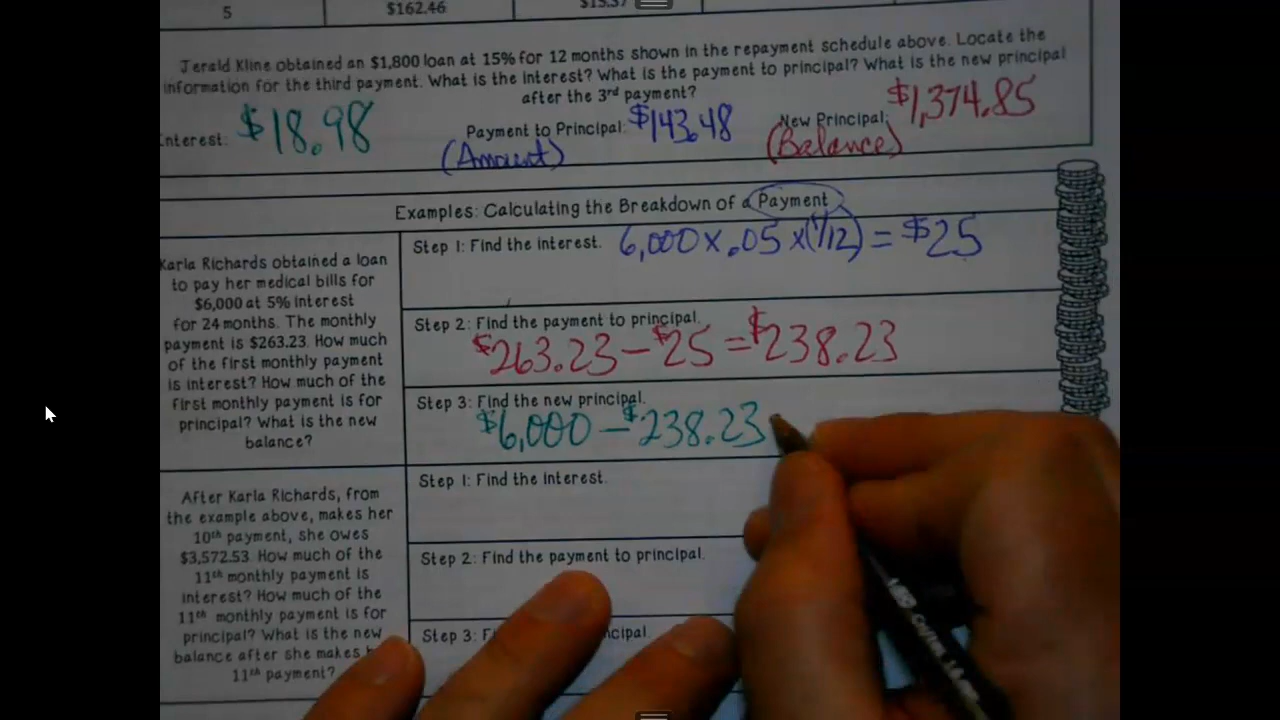 5 $162.46
Jerald Kline obtained an $1,800 loan at 15% for 12 months shown in the repayment schedule above. Locate the
information for the third payment. What is the interest? What is the payment to principal? What is the new principal
after the 3rd payment?
Interest: $18.98 Payment to Principal: $143.48 New Principal: $1,374.85
(Amount) (Balance)
Examples: Calculating the Breakdown of a Payment
Karla Richards obtained a loan
to pay her medical bills for
$6,000 at 5% interest
for 24 months. The monthly
payment is $263.23. How much
of the first monthly payment
is interest? How much of the
first monthly payment is for
principal? What is the new
balance?
Step 1: Find the interest. 6,000 x .05 x (1/12) = $25
Step 2: Find the payment to principal.
$263.23 - $25 = $238.23
Step 3: Find the new principal.
$6,000 - $238.23
After Karla Richards, from
the example above, makes her
10th payment, she owes
$3,572.53 How much of the
11th monthly payment is
interest? How much of the
11th monthly payment is for
principal? What is the new
balance after she makes
11th payment?
Step 1: Find the interest.
Step 2: Find the payment to principal.
Step 3: